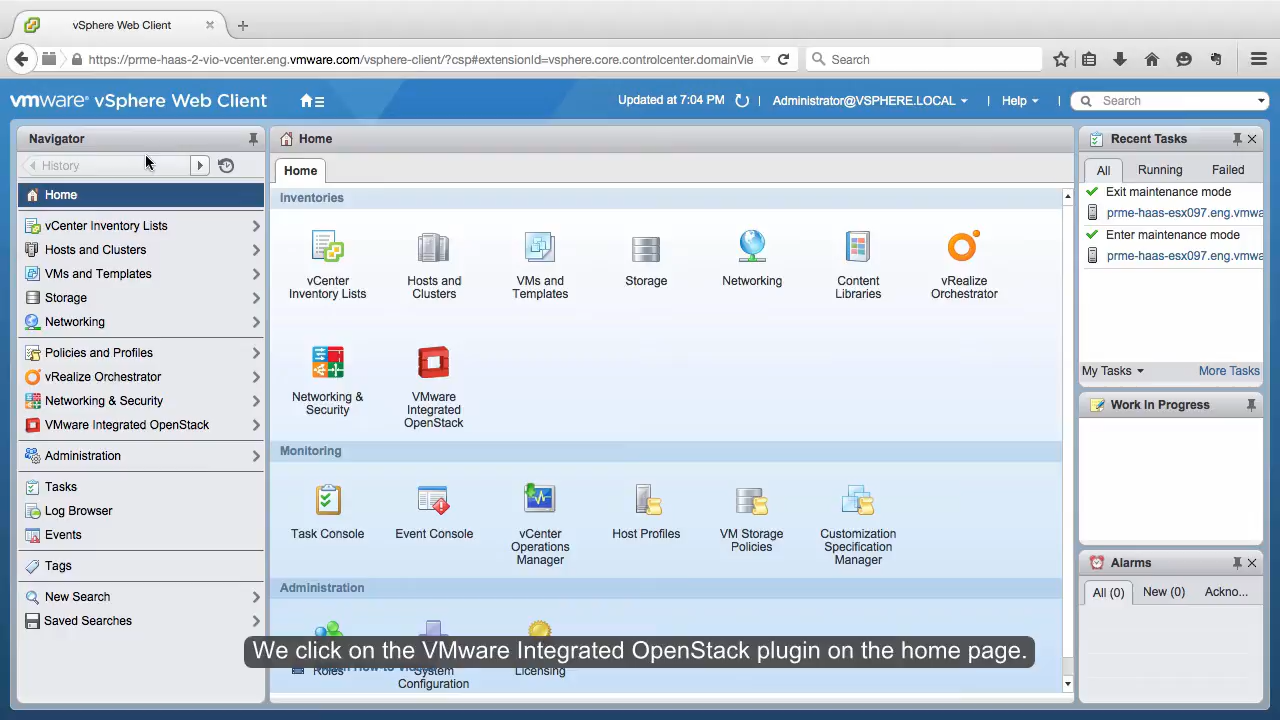 vSphere Web Client
https://prme-haas-2-vio-vcenter.eng.vmware.com/vsphere-client/?csp#extensionId=vsphere.core.controlcenter.domainVie
Search
vmware® vSphere Web Client
Updated at 7:04 PM
Administrator@VSPHERE.LOCAL
Help
Search
Navigator
History
Home
vCenter Inventory Lists
Hosts and Clusters
VMs and Templates
Storage
Networking
Policies and Profiles
vRealize Orchestrator
Networking & Security
VMware Integrated OpenStack
Administration
Tasks
Log Browser
Events
Tags
New Search
Saved Searches
Home
Home
Inventories
vCenter
Inventory Lists
Hosts and
Clusters
VMs and
Templates
Storage
Networking
Content
Libraries
vRealize
Orchestrator
Networking &
Security
VMware
Integrated
OpenStack
Monitoring
Task Console
Event Console
vCenter
Operations
Manager
Host Profiles
VM Storage
Policies
Customization
Specification
Manager
Administration
Roles
System
Configuration
Licensing
We click on the VMware Integrated OpenStack plugin on the home page.
Recent Tasks
All Running Failed
Exit maintenance mode
prme-haas-esx097.eng.vmwa
Enter maintenance mode
prme-haas-esx097.eng.vmwa
My Tasks More Tasks
Work In Progress
Alarms
All (0) New (0) Ackno...